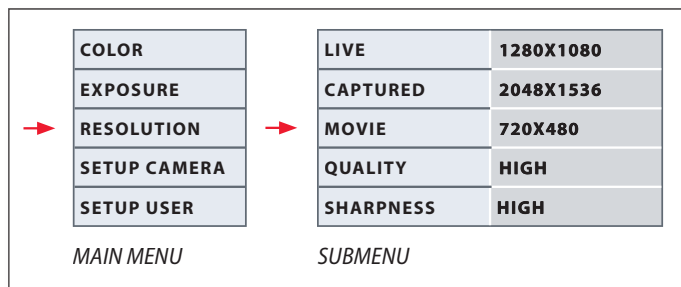 COLOR
EXPOSURE
RESOLUTION
SETUP CAMERA
SETUP USER
MAIN MENU
LIVE 1280X1080
CAPTURED 2048X1536
MOVIE 720X480
QUALITY HIGH
SHARPNESS HIGH
SUBMENU